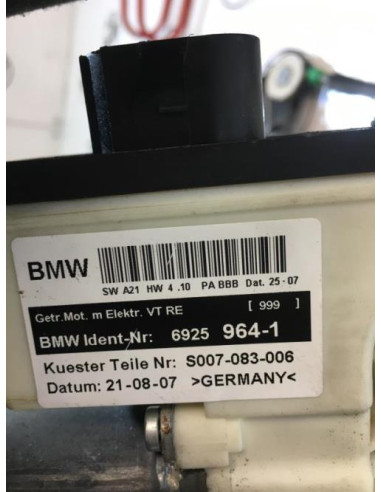 BMW
SW A21 HW 4.10 PA BBB Dat. 25-07
Getr.Mot. m Elektr. VT RE [ 999 ]
BMW Ident-Nr: 6925 964-1
Kuester Teile Nr: S007-083-006
Datum: 21-08-07 >GERMANY<